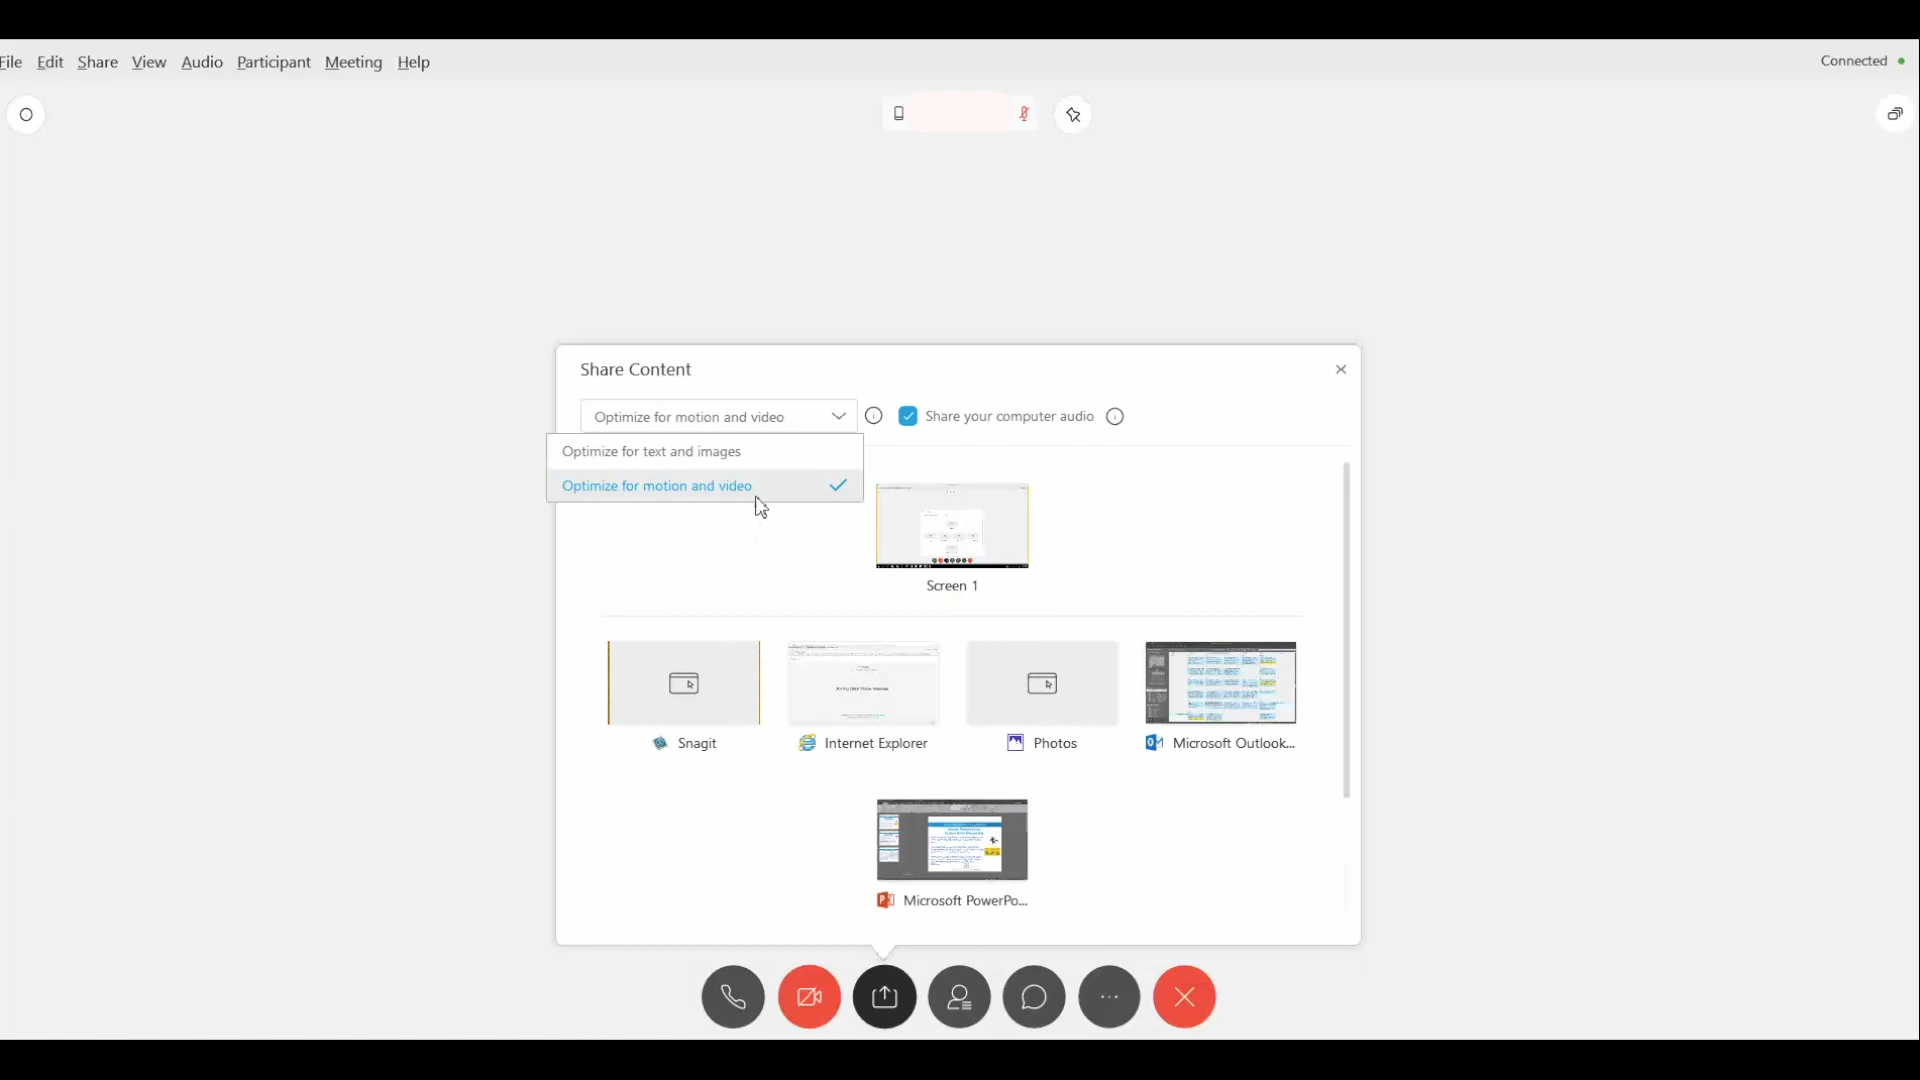 File Edit Share View Audio Participant Meeting Help
Connected
Share Content
Optimize for motion and video
Share your computer audio
Optimize for text and images
Optimize for motion and video
Screen 1
Snagit
Internet Explorer
Photos
Microsoft Outlook...
Microsoft PowerPo...